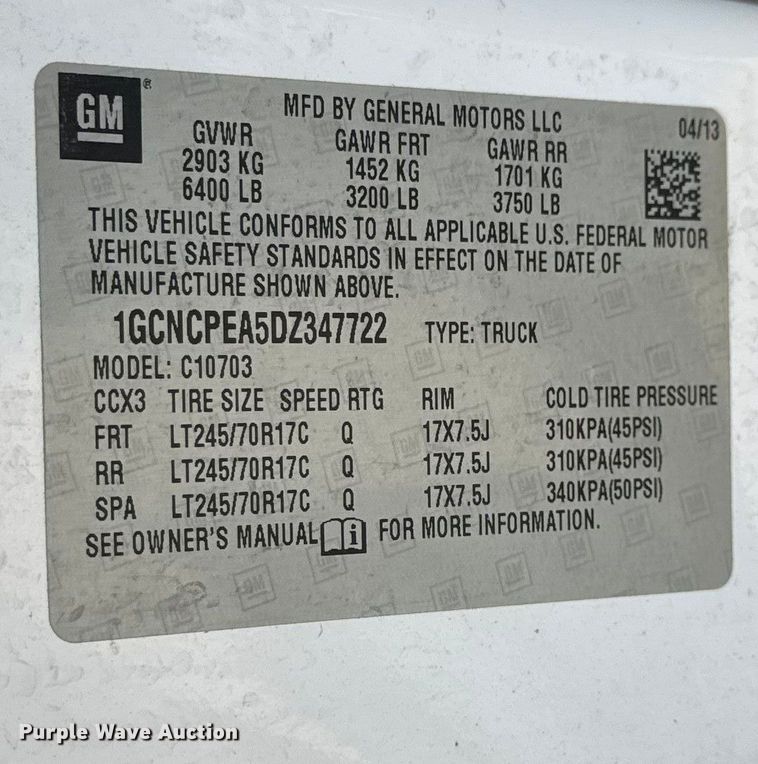 GM ®
MFD BY GENERAL MOTORS LLC 04/13
GVWR GAWR FRT GAWR RR
2903 KG 1452 KG 1701 KG
6400 LB 3200 LB 3750 LB
THIS VEHICLE CONFORMS TO ALL APPLICABLE U.S. FEDERAL MOTOR
VEHICLE SAFETY STANDARDS IN EFFECT ON THE DATE OF
MANUFACTURE SHOWN ABOVE.
1GCNCPEA5DZ347722 TYPE: TRUCK
MODEL: C10703
CCX3 TIRE SIZE SPEED RTG RIM COLD TIRE PRESSURE
FRT LT245/70R17C Q 17X7.5J 310KPA(45PSI)
RR LT245/70R17C Q 17X7.5J 310KPA(45PSI)
SPA LT245/70R17C Q 17X7.5J 340KPA(50PSI)
SEE OWNER'S MANUAL i FOR MORE INFORMATION.
Purple Wave Auction